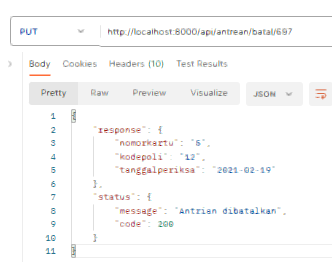 PUT http://localhost:8000/api/antrean/batal/697
Body Cookies Headers (10) Test Results
Pretty Raw Preview Visualize JSON
1 {
2 "response": {
3 "nomorkartu": "5",
4 "kodepoli": "12",
5 "tanggalperiksa": "2021-02-19"
6 },
7 "status": {
8 "message": "Antrian dibatalkan",
9 "code": 200
10 }
11 }